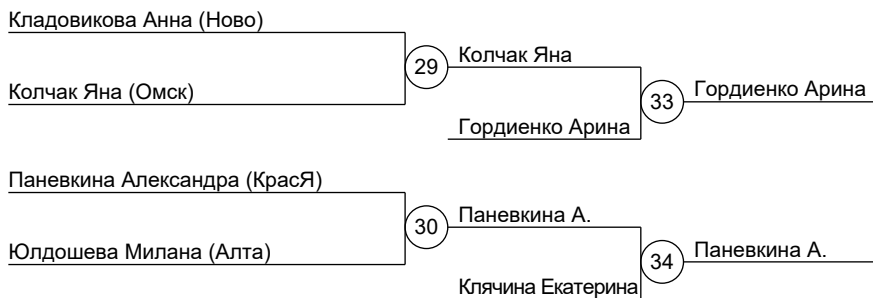 Кладовикова Анна (Ново)
29
Колчак Яна
Колчак Яна (Омск)
33
Гордиенко Арина
Гордиенко Арина
Паневкина Александра (КрасЯ)
30
Паневкина А.
Юлдошева Милана (Алта)
34
Паневкина А.
Клячина Екатерина